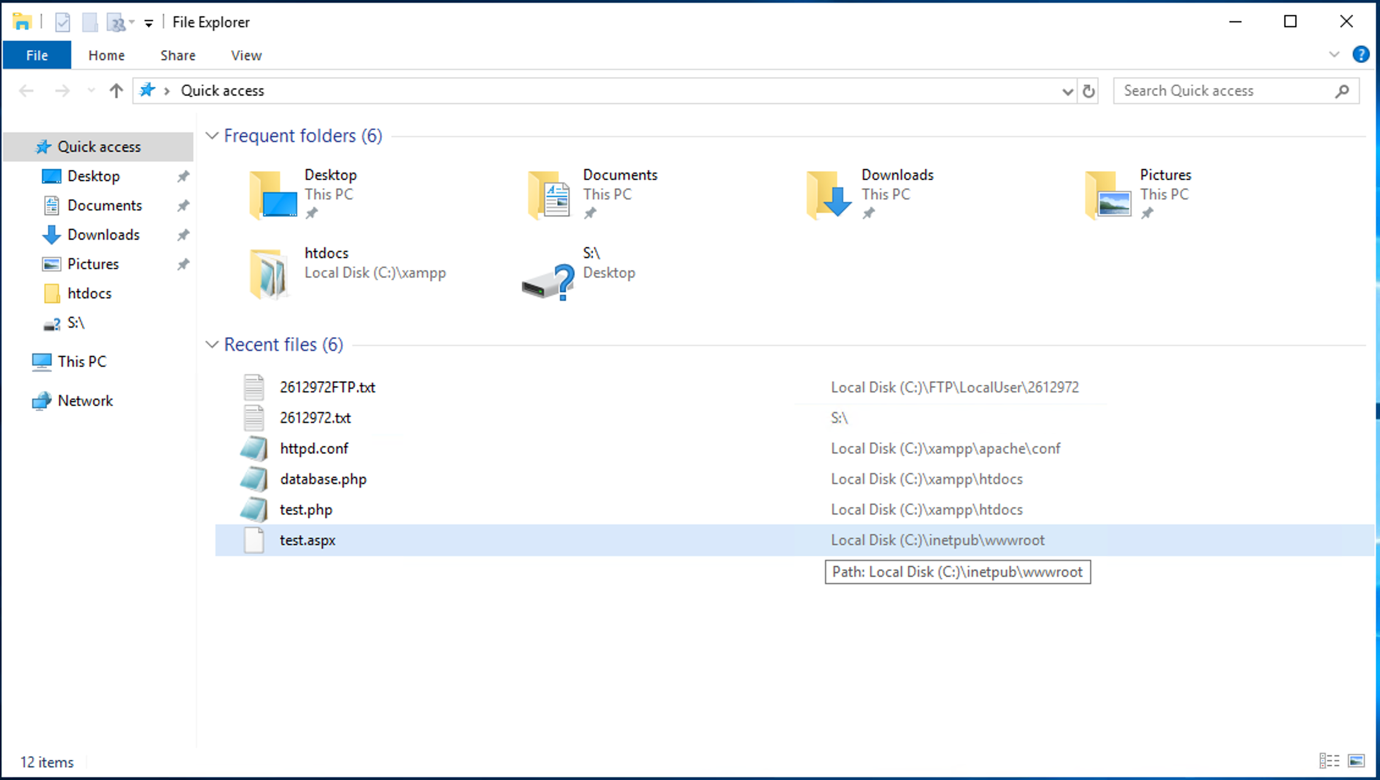 File Explorer
File Home Share View
Quick access Search Quick access
Quick access
Desktop
Documents
Downloads
Pictures
htdocs
S:\
This PC
Network
Frequent folders (6)
Desktop
This PC
Documents
This PC
Downloads
This PC
Pictures
This PC
htdocs
Local Disk (C:)\xampp
S:\
Desktop
Recent files (6)
2612972FTP.txt Local Disk (C:)\FTP\LocalUser\2612972
2612972.txt S:\
httpd.conf Local Disk (C:)\xampp\apache\conf
database.php Local Disk (C:)\xampp\htdocs
test.php Local Disk (C:)\xampp\htdocs
test.aspx Local Disk (C:)\inetpub\wwwroot
Path: Local Disk (C:)\inetpub\wwwroot
12 items